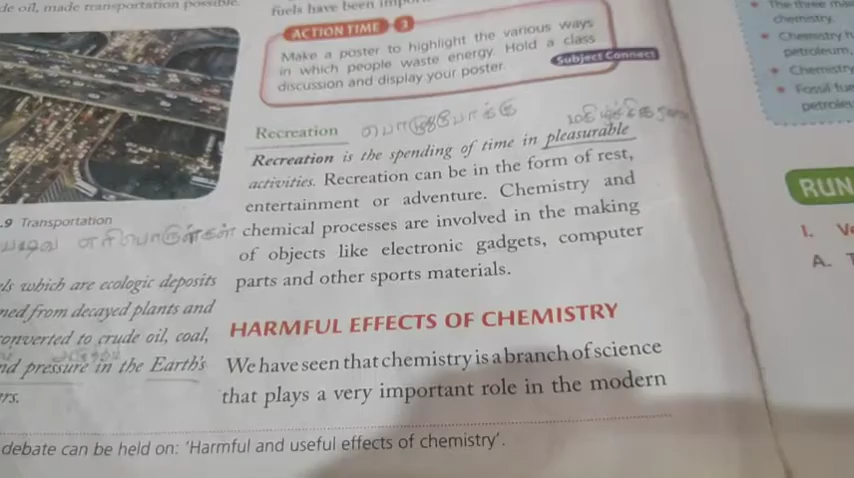 de oil, made transportation possible.
.9 Transportation
எரிபொருள்கள்
ls which are ecologic deposits
ned from decayed plants and
onverted to crude oil, coal,
nd pressure in the Earth's
rs.
fuels have been
ACTION TIME 3
Make a poster to highlight the various ways
in which people waste energy. Hold a class
discussion and display your poster.
Subject Connect
Recreation பொழுதுபோக்கு
Recreation is the spending of time in pleasurable
activities. Recreation can be in the form of rest,
entertainment or adventure. Chemistry and
chemical processes are involved in the making
of objects like electronic gadgets, computer
parts and other sports materials.
HARMFUL EFFECTS OF CHEMISTRY
We have seen that chemistry is a branch of science
that plays a very important role in the modern
debate can be held on: 'Harmful and useful effects of chemistry'.
The three
chemistry.
Chemistry h
petroleum,
Chemistry
Fossil fue
petrole
RUN
I.
A.